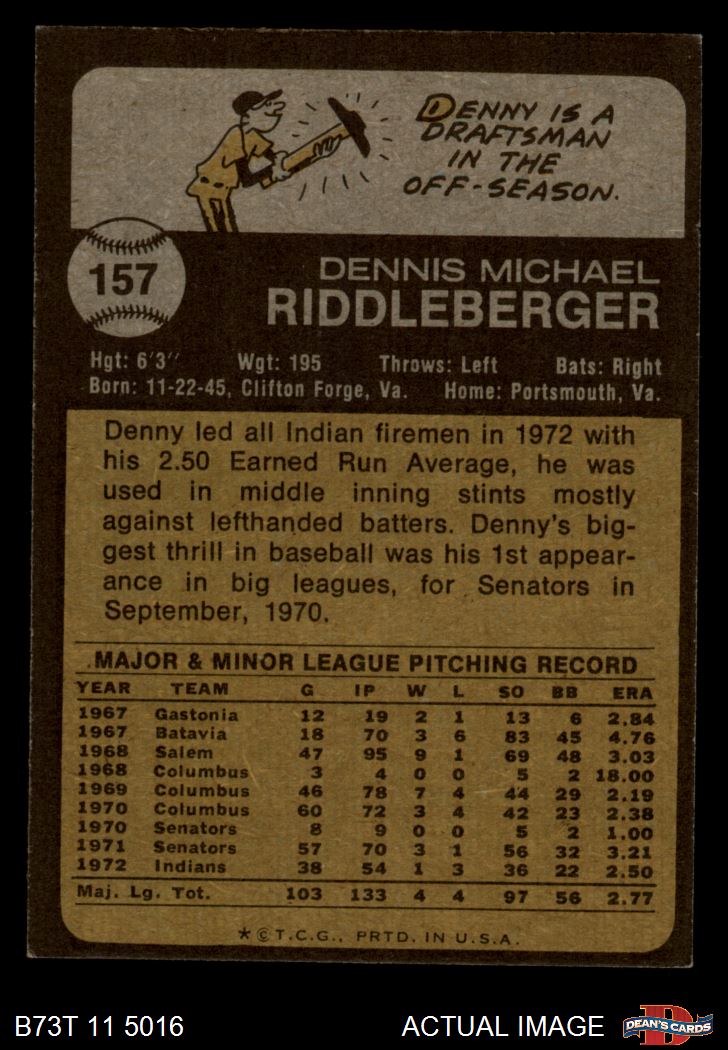 DENNY IS A
DRAFTSMAN
IN THE
OFF-SEASON.
157
DENNIS MICHAEL
RIDDLEBERGER
Hgt: 6'3" Wgt: 195 Throws: Left Bats: Right
Born: 11-22-45, Clifton Forge, Va. Home: Portsmouth, Va.
Denny led all Indian firemen in 1972 with
his 2.50 Earned Run Average, he was
used in middle inning stints mostly
against lefthanded batters. Denny's big-
gest thrill in baseball was his 1st appear-
ance in big leagues, for Senators in
September, 1970.
MAJOR & MINOR LEAGUE PITCHING RECORD
YEAR TEAM G IP W L SO BB ERA
1967 Gastonia 12 19 2 1 13 6 2.84
1967 Batavia 18 70 3 6 83 45 4.76
1968 Salem 47 95 9 1 69 48 3.03
1968 Columbus 3 4 0 0 5 2 18.00
1969 Columbus 46 78 7 4 44 29 2.19
1970 Columbus 60 72 3 4 42 23 2.38
1970 Senators 8 9 0 0 5 2 1.00
1971 Senators 57 70 3 1 56 32 3.21
1972 Indians 38 54 1 3 36 22 2.50
Maj. Lg. Tot. 103 133 4 4 97 56 2.77
*©T.C.G., PRTD. IN U.S.A.
B73T 11 5016 ACTUAL IMAGE
D
DEAN'S CARDS